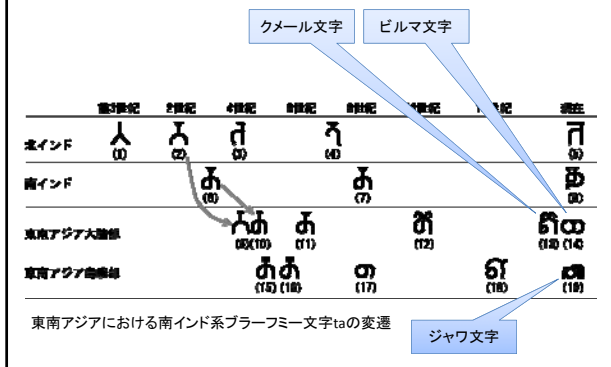 クメール文字 ビルマ文字
前3世紀 2世紀 4世紀 6世紀 8世紀 現在
北インド
(1) (2) (3) (4) (5)
南インド
(6) (7) (8)
東南アジア大陸部
(9)(10) (11) (12) (13) (14)
東南アジア島嶼部
(15) (16) (17) (18) (19)
東南アジアにおける南インド系ブラーフミー文字taの変遷
ジャワ文字